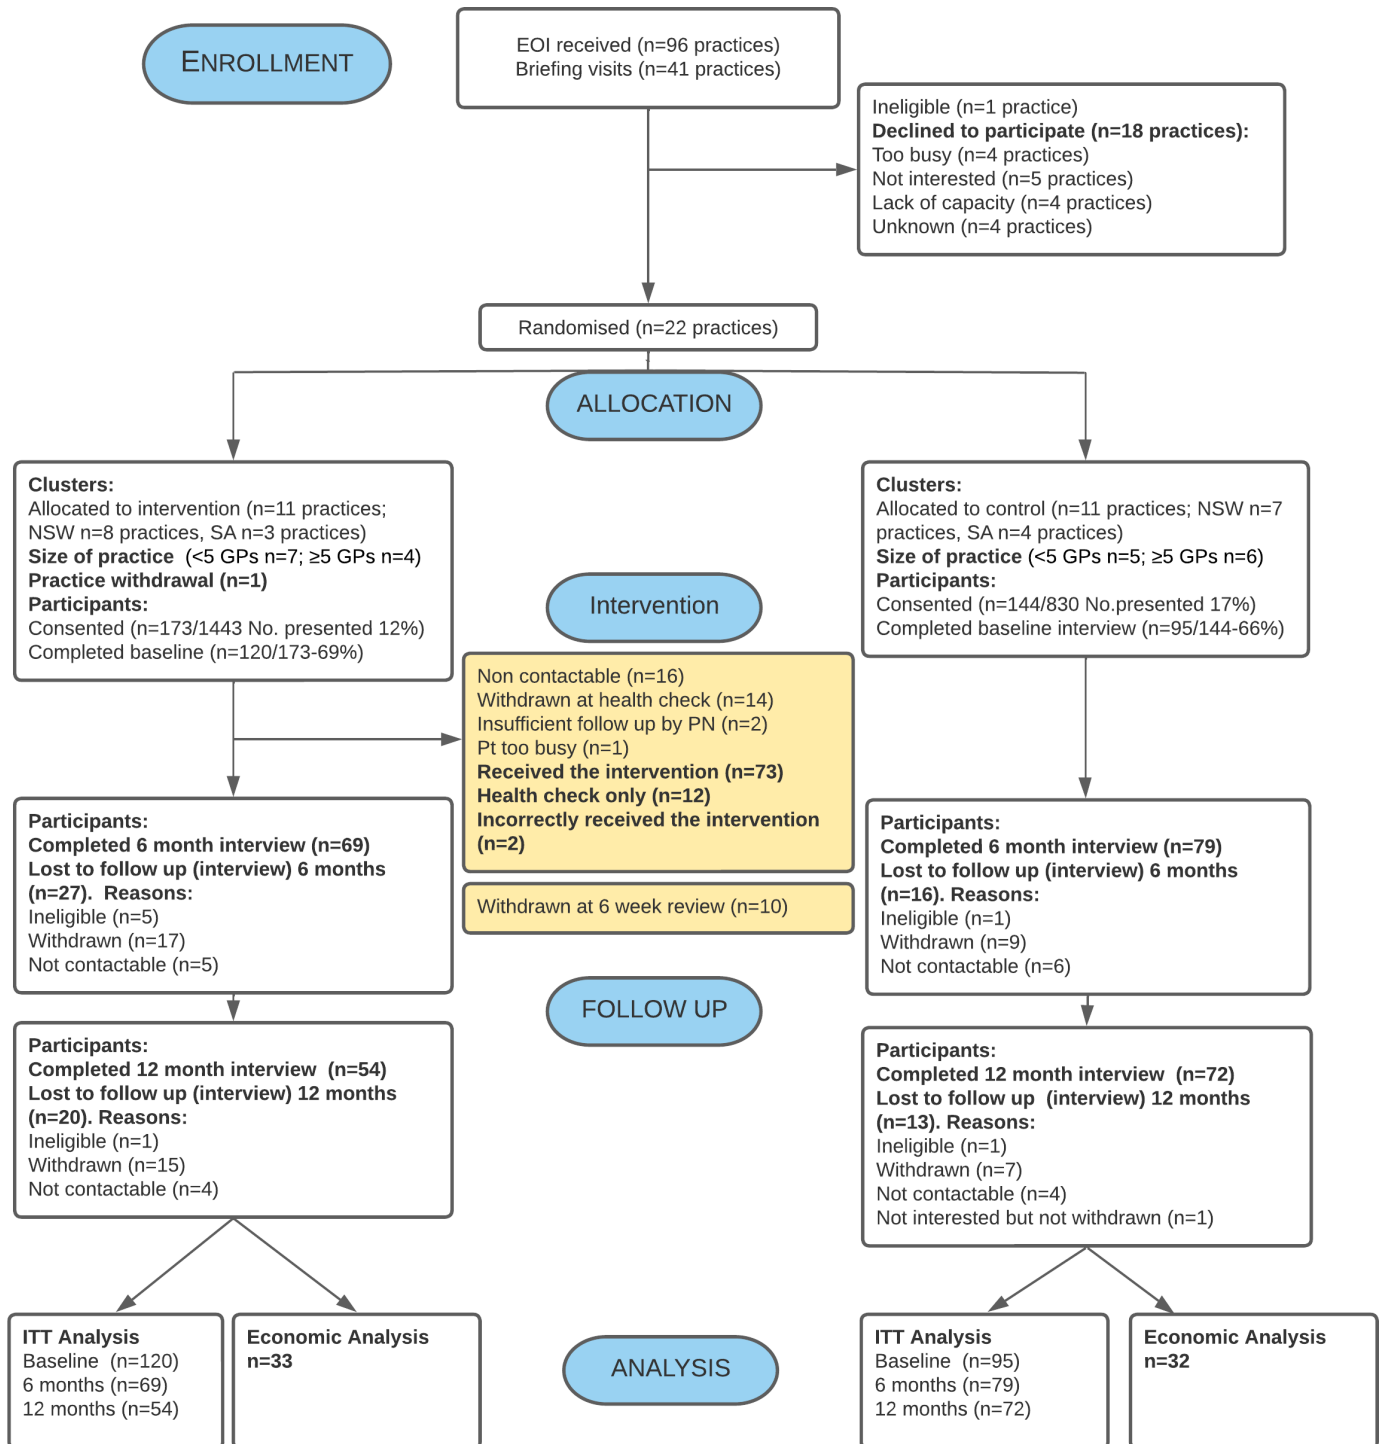 ENROLLMENT
EOI received (n=96 practices)
Briefing visits (n=41 practices)
Ineligible (n=1 practice)
Declined to participate (n=18 practices):
Too busy (n=4 practices)
Not interested (n=5 practices)
Lack of capacity (n=4 practices)
Unknown (n=4 practices)
Randomised (n=22 practices)
ALLOCATION
Clusters:
Allocated to intervention (n=11 practices;
NSW n=8 practices, SA n=3 practices)
Size of practice (<5 GPs n=7; ≥5 GPs n=4)
Practice withdrawal (n=1)
Participants:
Consented (n=173/1443 No. presented 12%)
Completed baseline (n=120/173-69%)
Clusters:
Allocated to control (n=11 practices; NSW n=7
practices, SA n=4 practices)
Size of practice (<5 GPs n=5; ≥5 GPs n=6)
Participants:
Consented (n=144/830 No.presented 17%)
Completed baseline interview (n=95/144-66%)
Intervention
Non contactable (n=16)
Withdrawn at health check (n=14)
Insufficient follow up by PN (n=2)
Pt too busy (n=1)
Received the intervention (n=73)
Health check only (n=12)
Incorrectly received the intervention
(n=2)
Withdrawn at 6 week review (n=10)
Participants:
Completed 6 month interview (n=69)
Lost to follow up (interview) 6 months
(n=27). Reasons:
Ineligible (n=5)
Withdrawn (n=17)
Not contactable (n=5)
Participants:
Completed 6 month interview (n=79)
Lost to follow up (interview) 6 months
(n=16). Reasons:
Ineligible (n=1)
Withdrawn (n=9)
Not contactable (n=6)
FOLLOW UP
Participants:
Completed 12 month interview (n=54)
Lost to follow up (interview) 12 months
(n=20). Reasons:
Ineligible (n=1)
Withdrawn (n=15)
Not contactable (n=4)
Participants:
Completed 12 month interview (n=72)
Lost to follow up (interview) 12 months
(n=13). Reasons:
Ineligible (n=1)
Withdrawn (n=7)
Not contactable (n=4)
Not interested but not withdrawn (n=1)
ITT Analysis
Baseline (n=120)
6 months (n=69)
12 months (n=54)
Economic Analysis
n=33
ANALYSIS
ITT Analysis
Baseline (n=95)
6 months (n=79)
12 months (n=72)
Economic Analysis
n=32